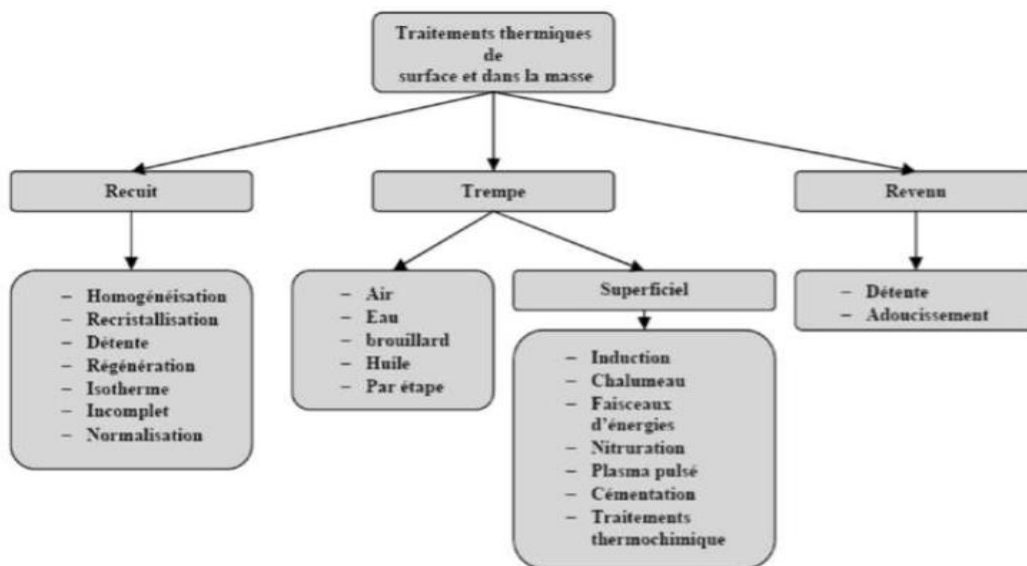 Traitements thermiques
de
surface et dans la masse
Recuit
Trempe
Revenu
– Homogénéisation
– Recristallisation
– Détente
– Régénération
– Isotherme
– Incomplet
– Normalisation
– Air
– Eau
– brouillard
– Huile
– Par étape
Superficiel
– Induction
– Chalumeau
– Faisceaux
d'énergies
– Nitruration
– Plasma pulsé
– Cémentation
– Traitements
thermochimique
– Détente
– Adoucissement